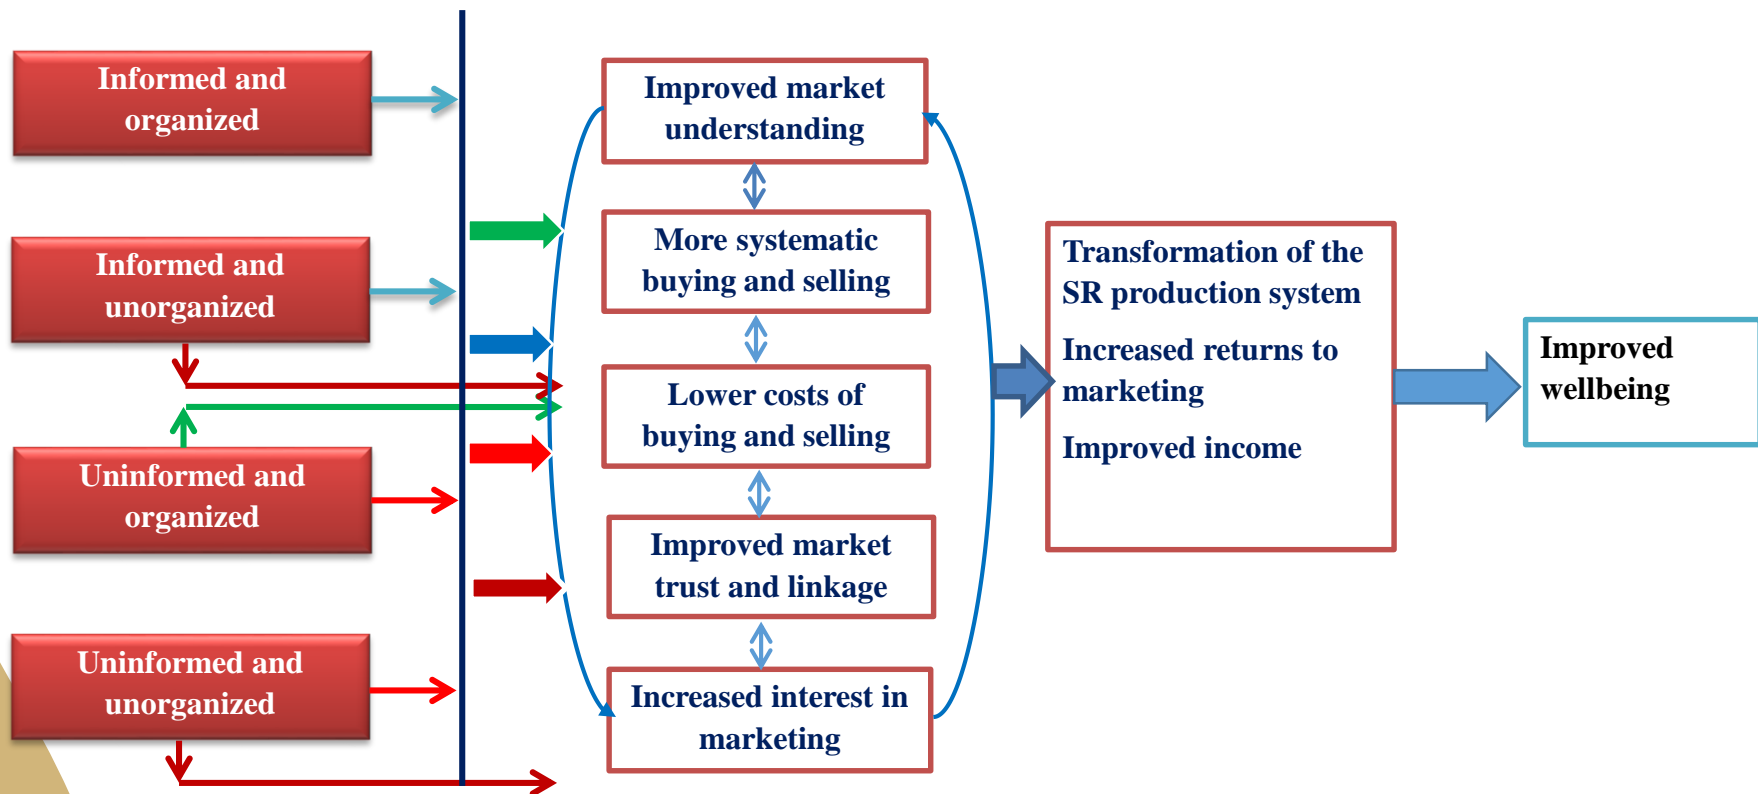 Informed and
organized
Informed and
unorganized
Uninformed and
organized
Uninformed and
unorganized
Improved market
understanding
More systematic
buying and selling
Lower costs of
buying and selling
Improved market
trust and linkage
Increased interest in
marketing
Transformation of the
SR production system
Increased returns to
marketing
Improved income
Improved
wellbeing